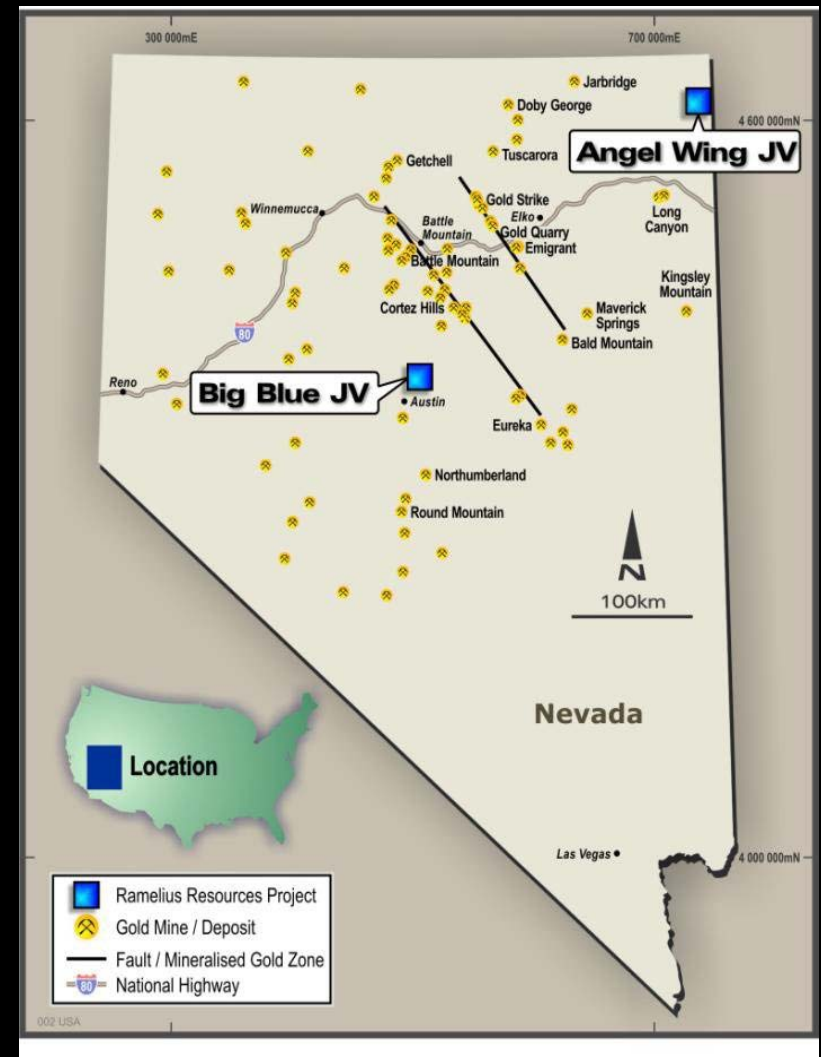 300 000mE
700 000mE
Jarbridge
Doby George
4 600 000mN
Tuscarora
Angel Wing JV
Getchell
Winnemucca
Gold Strike
Elko
Long
Canyon
Battle
Mountain
Gold Quarry
Emigrant
Battle Mountain
Kingsley
Mountain
Cortez Hills
Maverick
Springs
80
Bald Mountain
Reno
Big Blue JV
Austin
Eureka
Northumberland
Round Mountain
N
100km
Nevada
Location
Las Vegas
4 000 000mN
Ramelius Resources Project
Gold Mine / Deposit
Fault / Mineralised Gold Zone
80
National Highway
002 USA